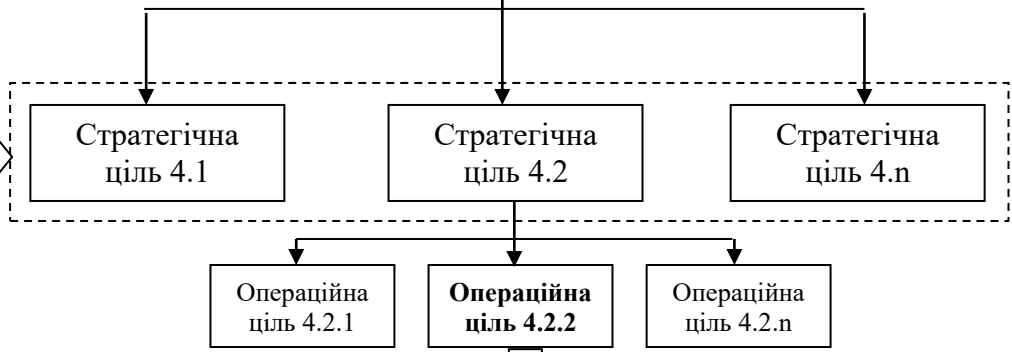 Стратегічна
ціль 4.1
Стратегічна
ціль 4.2
Стратегічна
ціль 4.n
Операційна
ціль 4.2.1
Операційна
ціль 4.2.2
Операційна
ціль 4.2.n